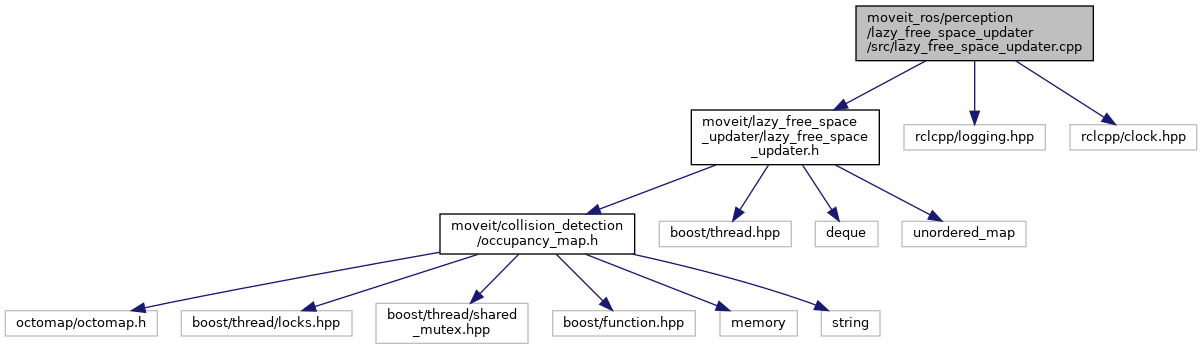 moveit_ros/perception
/lazy_free_space_updater
/src/lazy_free_space_updater.cpp
moveit/lazy_free_space
_updater/lazy_free_space
_updater.h
rclcpp/logging.hpp
rclcpp/clock.hpp
moveit/collision_detection
/occupancy_map.h
boost/thread.hpp
deque
unordered_map
octomap/octomap.h
boost/thread/locks.hpp
boost/thread/shared
_mutex.hpp
boost/function.hpp
memory
string